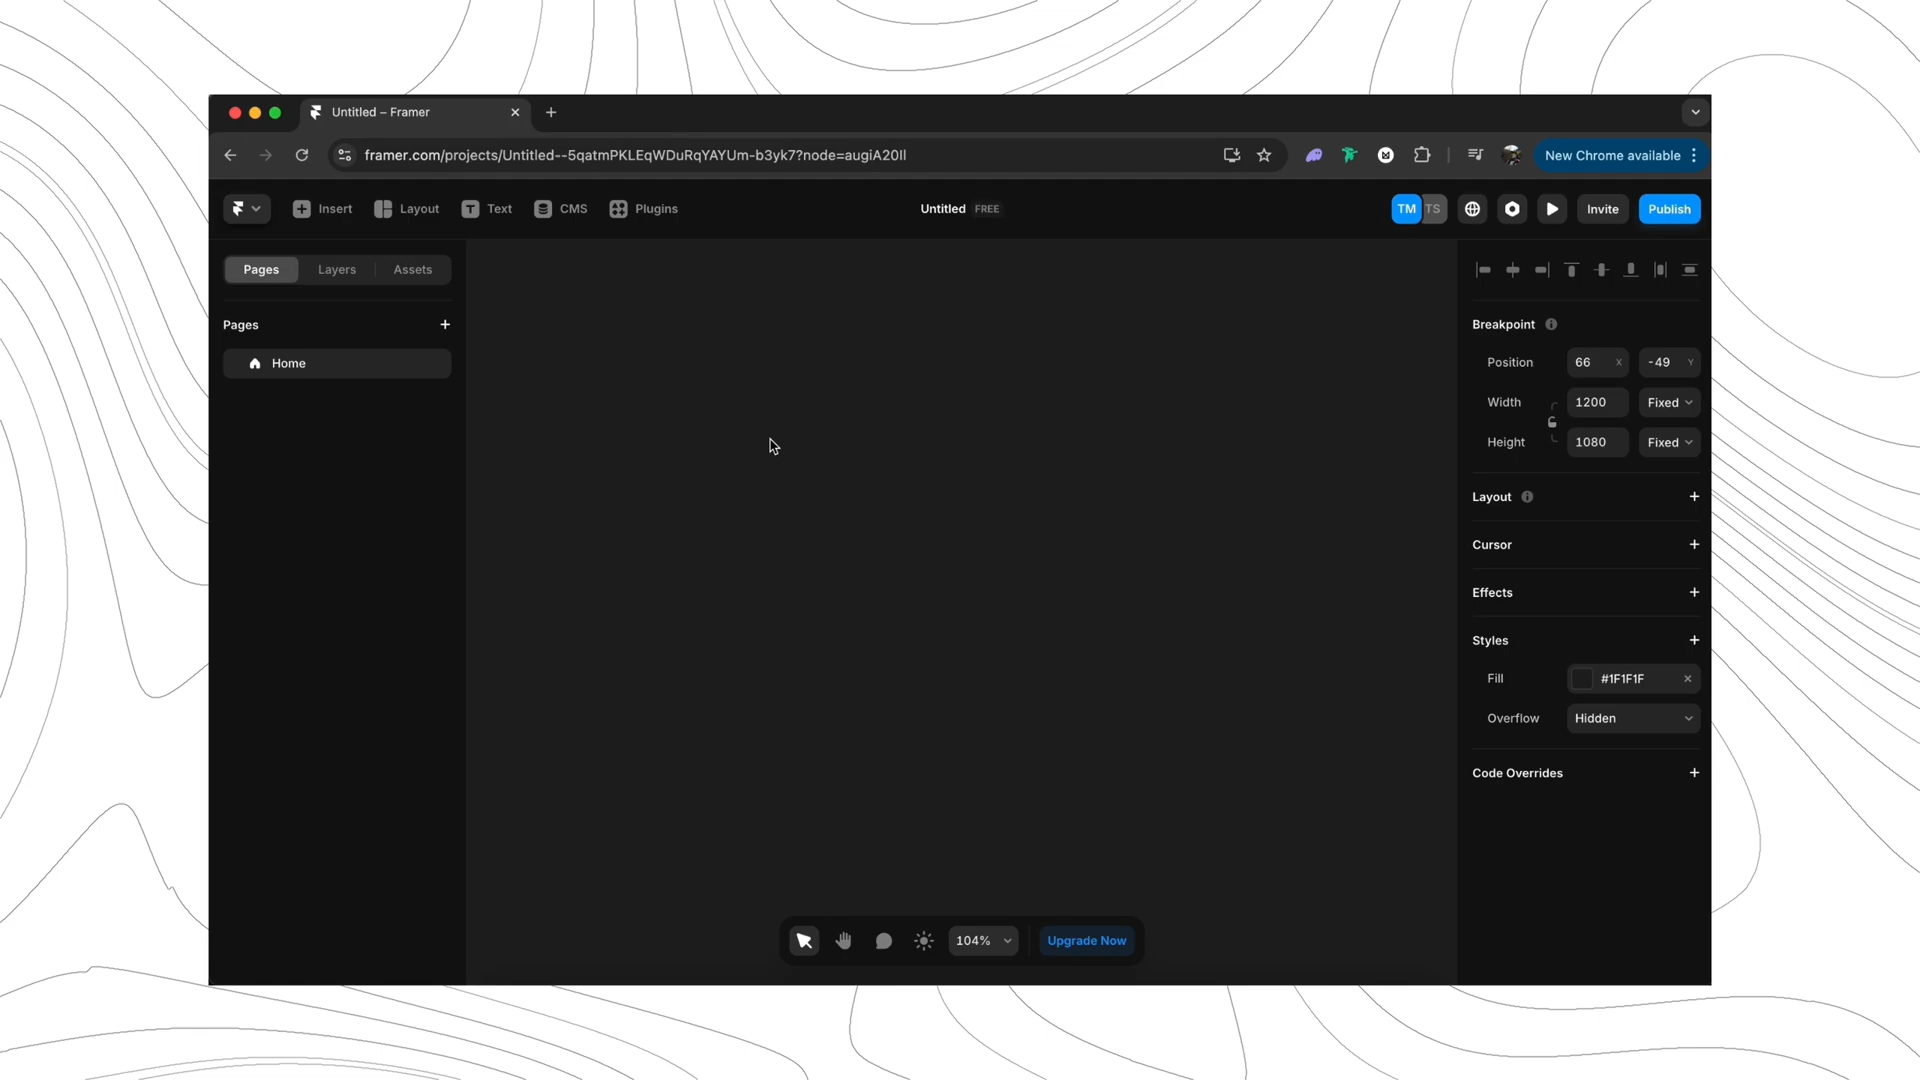 Untitled – Framer
framer.com/projects/Untitled--5qatmPKLEqWDuRqYAYUm-b3yk7?node=augiA20Il
New Chrome available
Insert
Layout
Text
CMS
Plugins
Untitled FREE
TM
TS
Invite
Publish
Pages
Layers
Assets
Pages
Home
Breakpoint
Position 66 X -49 Y
Width 1200 Fixed
Height 1080 Fixed
Layout
Cursor
Effects
Styles
Fill #1F1F1F
Overflow Hidden
Code Overrides
104%
Upgrade Now